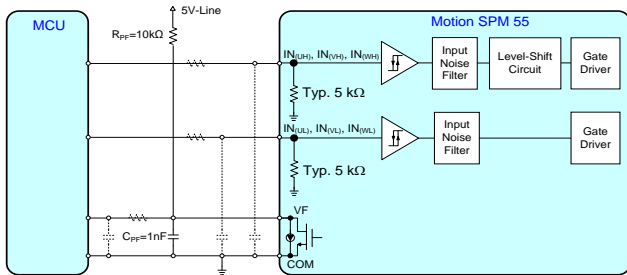 MCU
5V-Line
RPF=10kΩ
CPF=1nF
Motion SPM 55
IN(UH), IN(VH), IN(WH)
Typ. 5 kΩ
Input
Noise
Filter
Level-Shift
Circuit
Gate
Driver
IN(UL), IN(VL), IN(WL)
Typ. 5 kΩ
Input
Noise
Filter
Gate
Driver
VF
COM